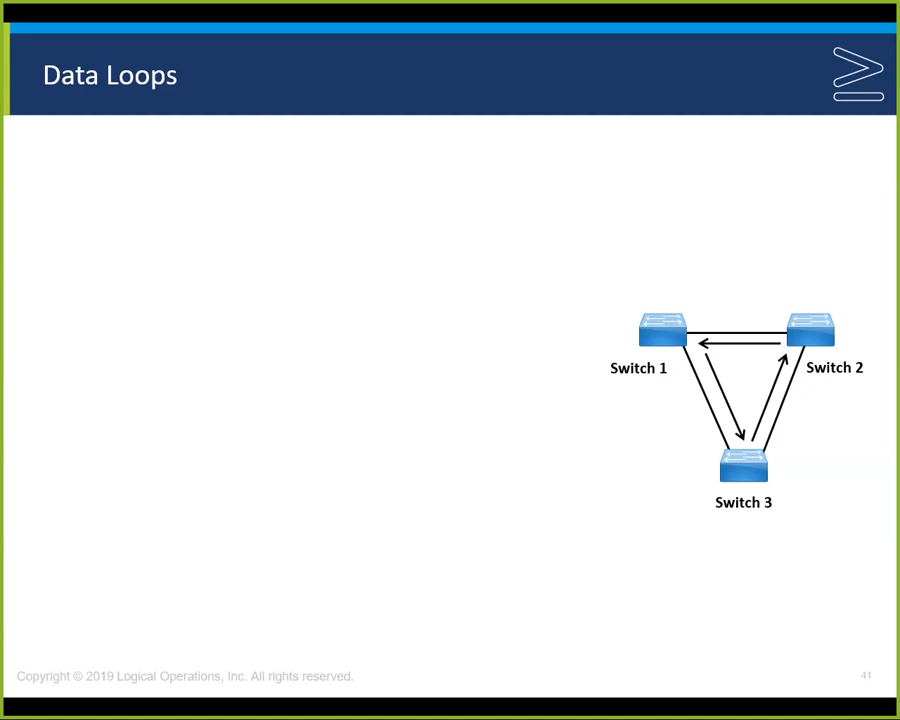 Data Loops
Switch 1
Switch 2
Switch 3
Copyright © 2019 Logical Operations, Inc. All rights reserved.
41